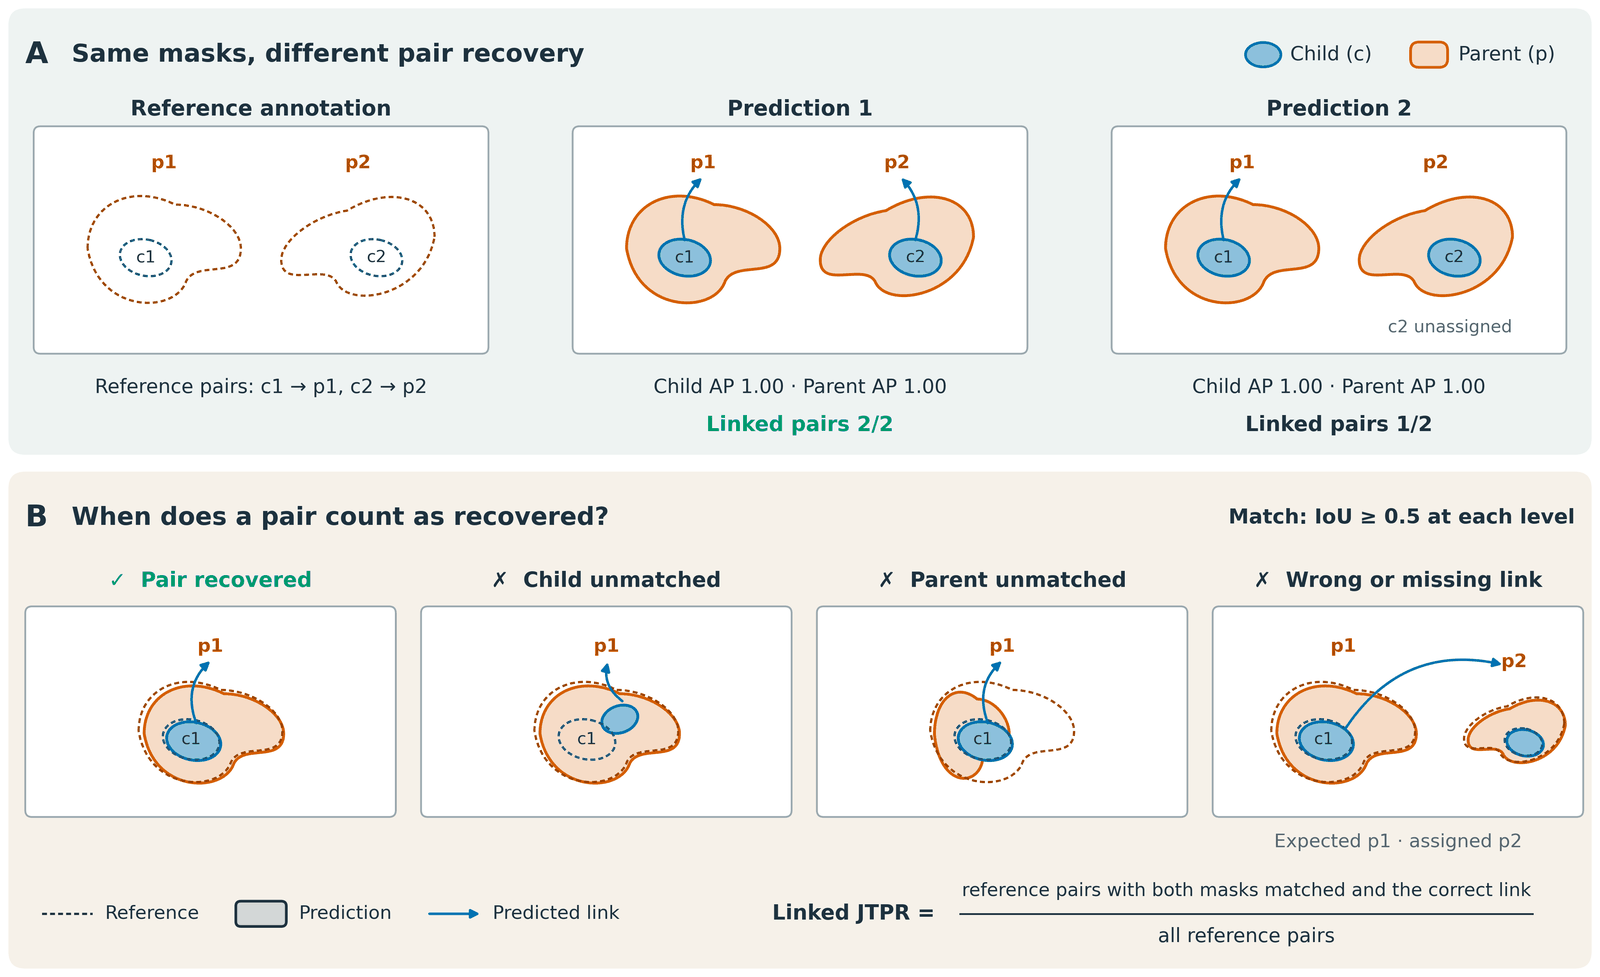 A Same masks, different pair recovery
Child (c) Parent (p)
Reference annotation
Prediction 1
Prediction 2
p1 p2
c1 c2
p1 p2
c1 c2
p1 p2
c1 c2
c2 unassigned
Reference pairs: c1 → p1, c2 → p2
Child AP 1.00 · Parent AP 1.00
Linked pairs 2/2
Child AP 1.00 · Parent AP 1.00
Linked pairs 1/2
B When does a pair count as recovered?
Match: IoU ≥ 0.5 at each level
✓ Pair recovered
✗ Child unmatched
✗ Parent unmatched
✗ Wrong or missing link
p1
c1
p1
c1
p1
c1
p1
p2
c1
Expected p1 · assigned p2
Reference
Prediction
Predicted link
Linked JTPR =
reference pairs with both masks matched and the correct link
all reference pairs